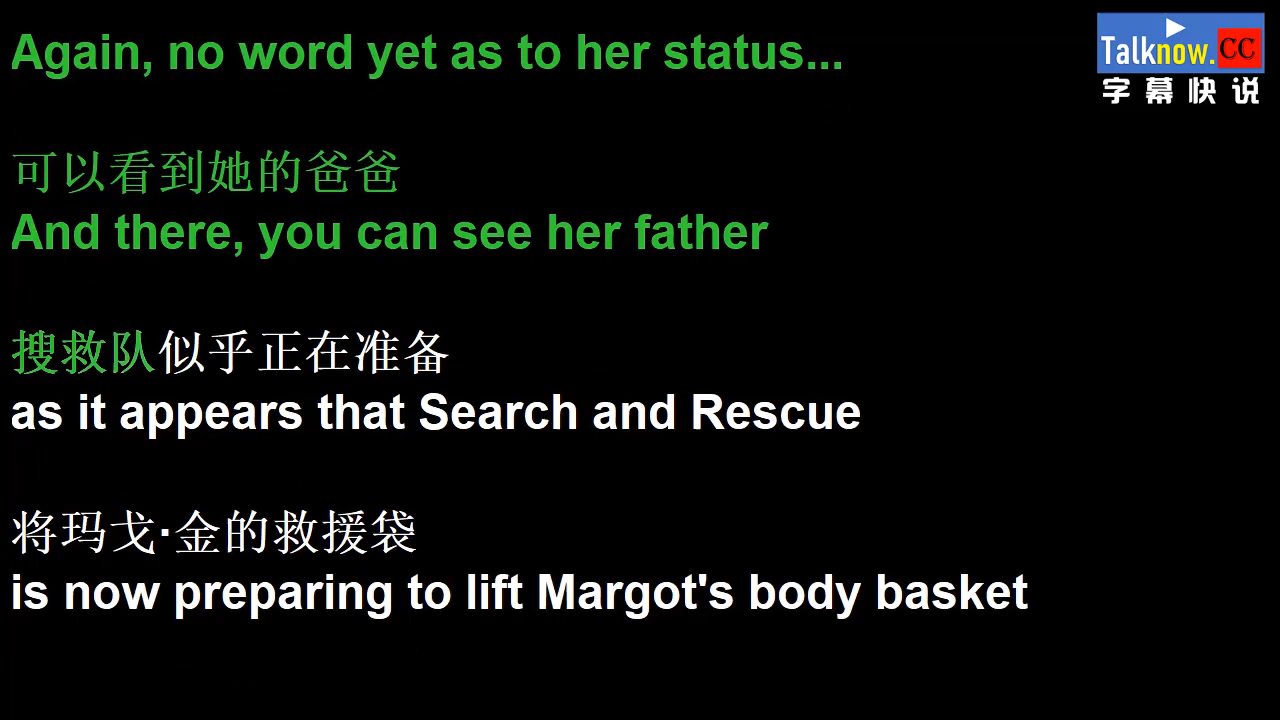 Again, no word yet as to her status...
Talknow.CC
字幕快说
可以看到她的爸爸
And there, you can see her father
搜救队似乎正在准备
as it appears that Search and Rescue
将玛戈·金的救援袋
is now preparing to lift Margot's body basket